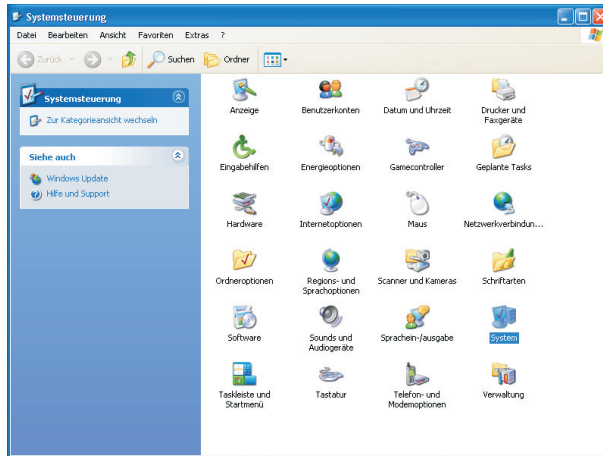 Systemsteuerung
Datei Bearbeiten Ansicht Favoriten Extras ?
Zurück Suchen Ordner
Systemsteuerung
Zur Kategorieansicht wechseln
Siehe auch
Windows Update
Hilfe und Support
Anzeige Benutzerkonten Datum und Uhrzeit Drucker und
Faxgeräte
Eingabehilfen Energieoptionen Gamecontroller Geplante Tasks
Hardware Internetoptionen Maus Netzwerkverbindun...
Ordneroptionen Regions- und Scanner und Kameras Schriftarten
Sprachoptionen
Software Sounds und Sprachein-/ausgabe System
Audiogeräte
Taskleiste und Tastatur Telefon- und Verwaltung
Startmenü Modemoptionen